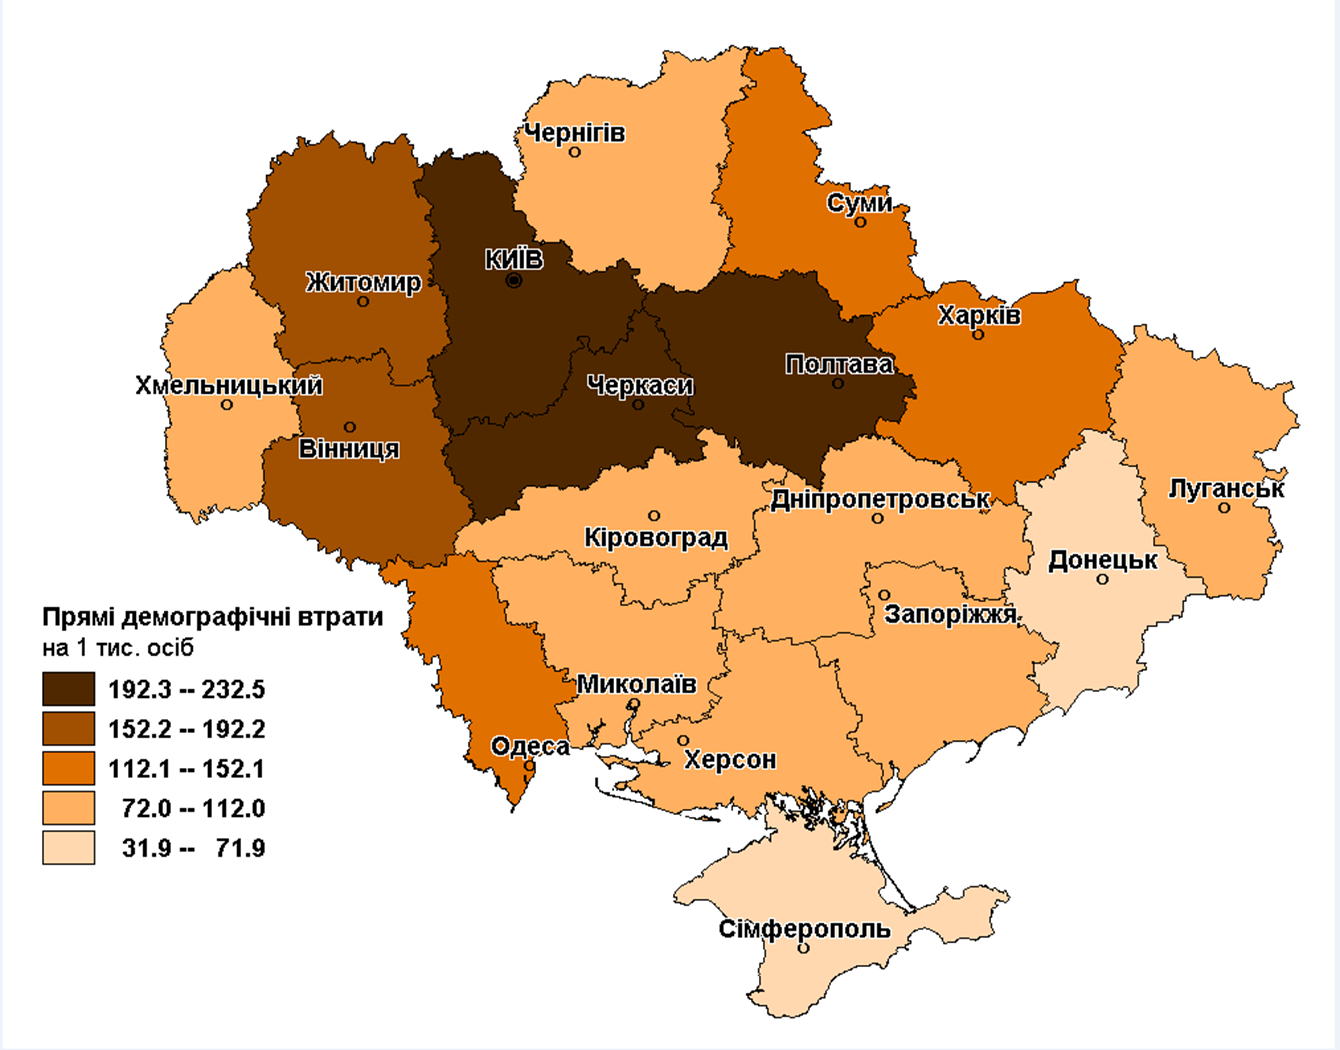 Чернігів
Суми
КИЇВ
Житомир
Харків
Полтава
Хмельницький
Черкаси
Вінниця
Луганськ
Дніпропетровськ
Кіровоград
Донецьк
Запоріжжя
Миколаїв
Одеса
Херсон
Сімферополь
Прямі демографічні втрати
на 1 тис. осіб
192.3 -- 232.5
152.2 -- 192.2
112.1 -- 152.1
72.0 -- 112.0
31.9 -- 71.9